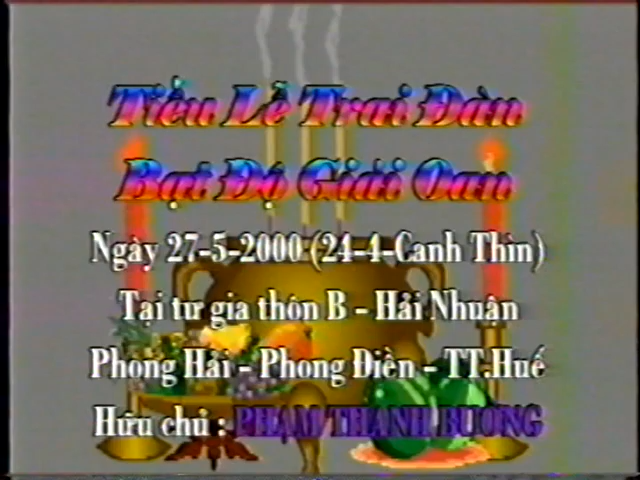 Tiểu Lễ Trai Đàn
Bạt Độ Giải Oan
Ngày 27-5-2000 (24-4-Canh Thìn)
Tại tư gia thôn B - Hải Nhuận
Phong Hải - Phong Điền - TT.Huế
Hữu chủ : PHẠM THANH BƯƠNG